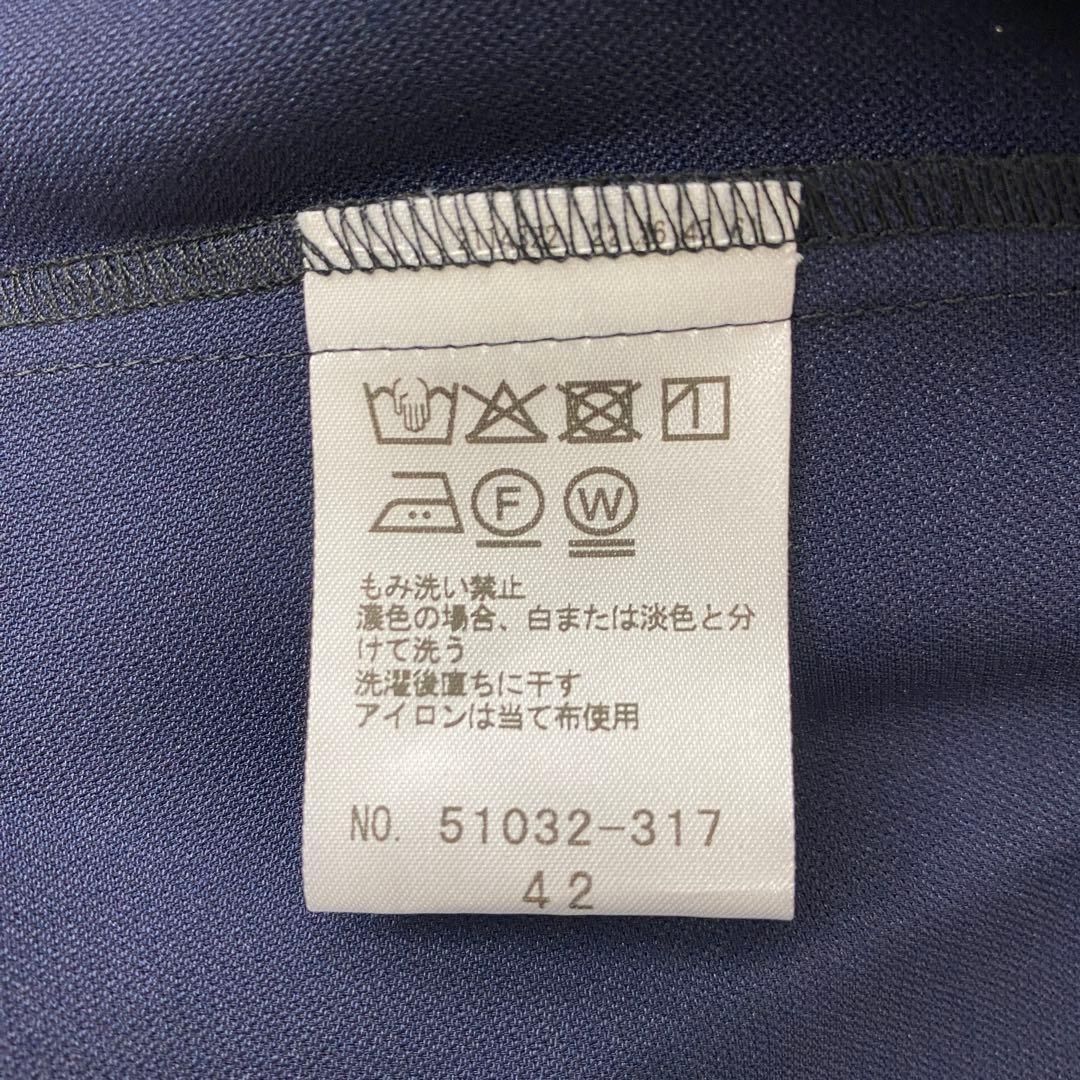 F W
もみ洗い禁止
濃色の場合、白または淡色と分
けて洗う
洗濯後直ちに干す
アイロンは当て布使用
NO. 51032-317
42